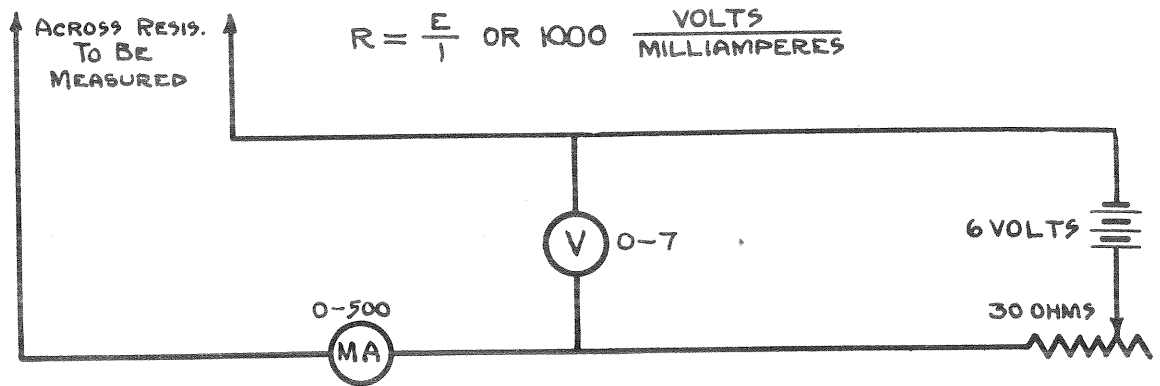 ACROSS RESIS.
TO BE
MEASURED
R = E/I OR 1000 VOLTS/MILLIAMPERES
V
0-7
6 VOLTS
0-500
MA
30 OHMS